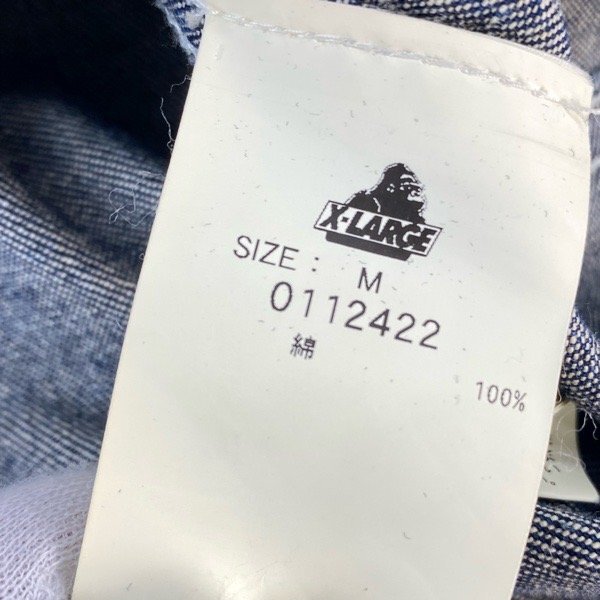 X-LARGE
SIZE : M
0112422
綿 100%